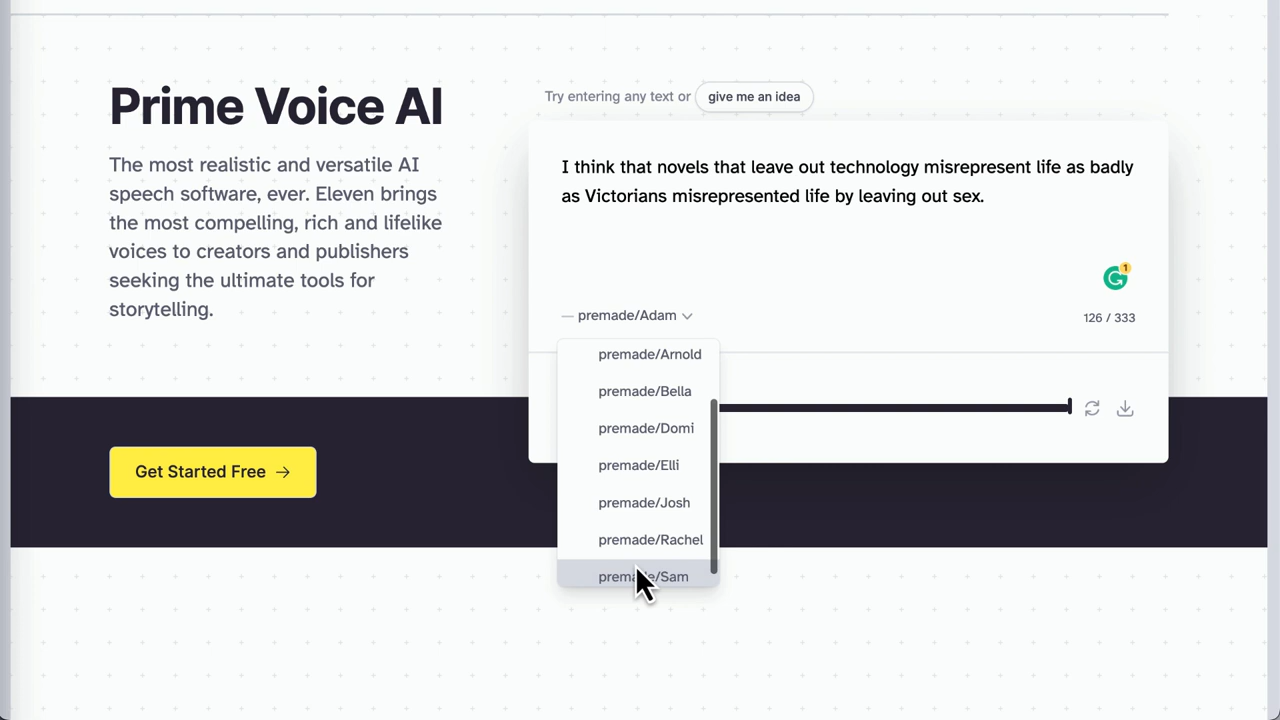 Prime Voice AI
The most realistic and versatile AI
speech software, ever. Eleven brings
the most compelling, rich and lifelike
voices to creators and publishers
seeking the ultimate tools for
storytelling.
Get Started Free →
Try entering any text or give me an idea
I think that novels that leave out technology misrepresent life as badly
as Victorians misrepresented life by leaving out sex.
1
— premade/Adam
126 / 333
premade/Arnold
premade/Bella
premade/Domi
premade/Elli
premade/Josh
premade/Rachel
premade/Sam